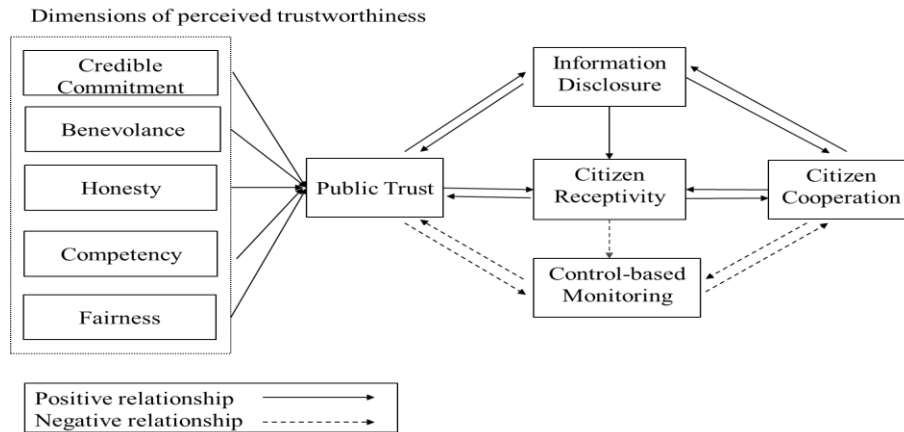 Dimensions of perceived trustworthiness
Credible
Commitment
Benevolance
Honesty
Competency
Fairness
Public Trust
Information
Disclosure
Citizen
Receptivity
Control-based
Monitoring
Citizen
Cooperation
Positive relationship
Negative relationship